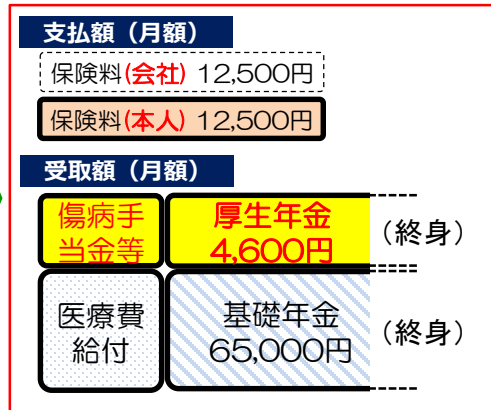 支払額（月額）
保険料(会社) 12,500円
保険料(本人) 12,500円
受取額（月額）
傷病手
当金等
厚生年金
4,600円
（終身）
医療費
給付
基礎年金
65,000円
（終身）